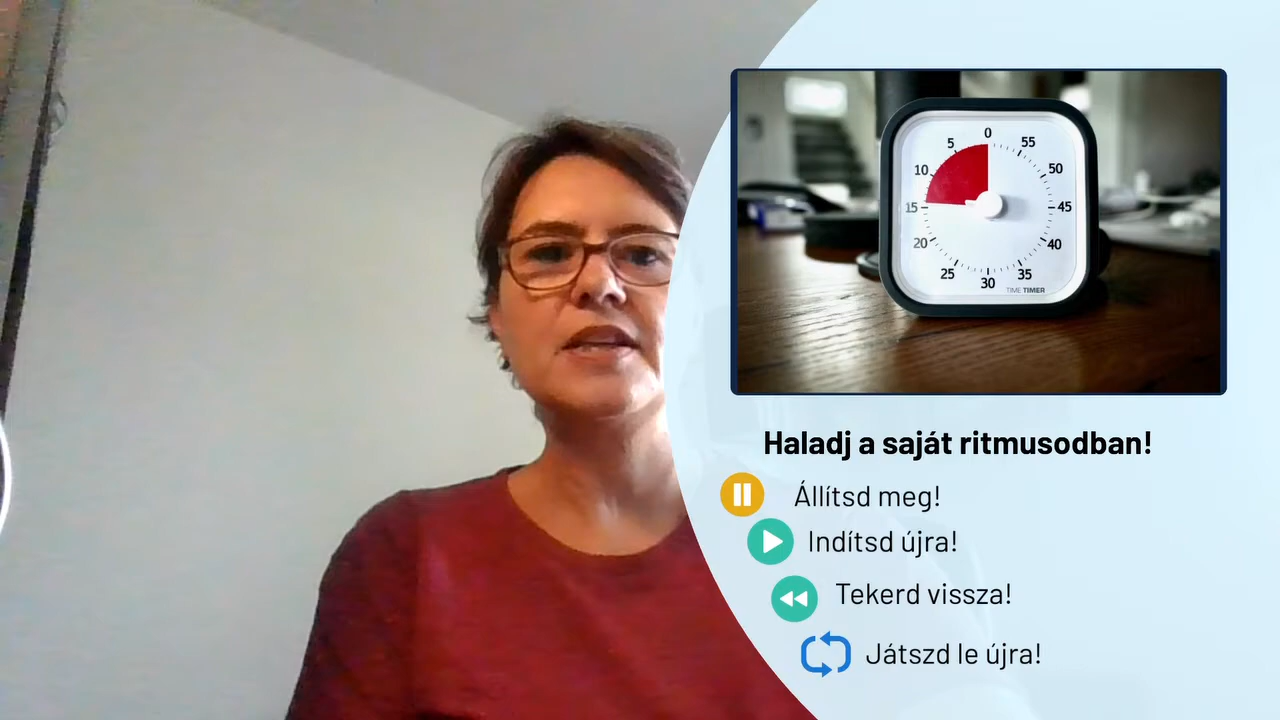 0
5
55
10
50
15
45
20
40
25
35
30
TIME TIMER
Haladj a saját ritmusodban!
Állítsd meg!
Indítsd újra!
Tekerd vissza!
Játszd le újra!